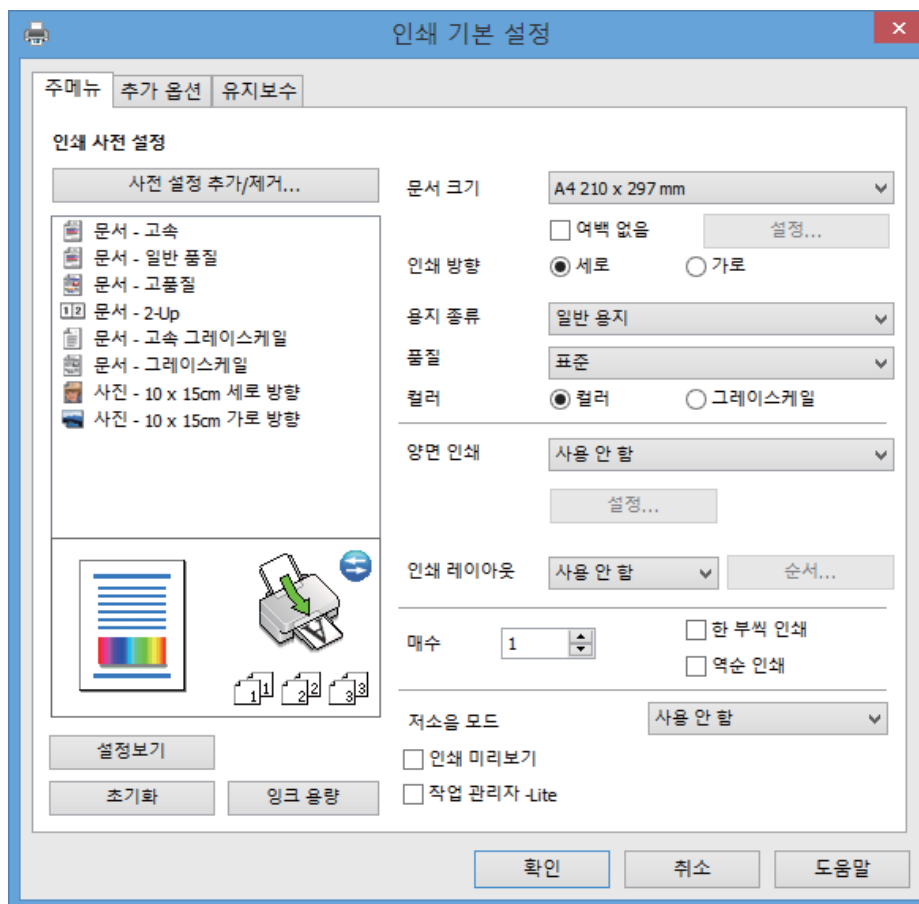 인쇄 기본 설정
주메뉴 추가 옵션 유지보수
인쇄 사전 설정
사전 설정 추가/제거...
문서 - 고속
문서 - 일반 품질
문서 - 고품질
1 2 문서 - 2-Up
문서 - 고속 그레이스케일
문서 - 그레이스케일
사진 - 10 x 15cm 세로 방향
사진 - 10 x 15cm 가로 방향
1 1 2 2 3 3
설정보기
초기화 잉크 용량
문서 크기 A4 210 x 297 mm
여백 없음 설정...
인쇄 방향 세로 가로
용지 종류 일반 용지
품질 표준
컬러 컬러 그레이스케일
양면 인쇄 사용 안 함
설정...
인쇄 레이아웃 사용 안 함 순서...
매수 1 한 부씩 인쇄
역순 인쇄
저소음 모드 사용 안 함
인쇄 미리보기
작업 관리자 -Lite
확인 취소 도움말